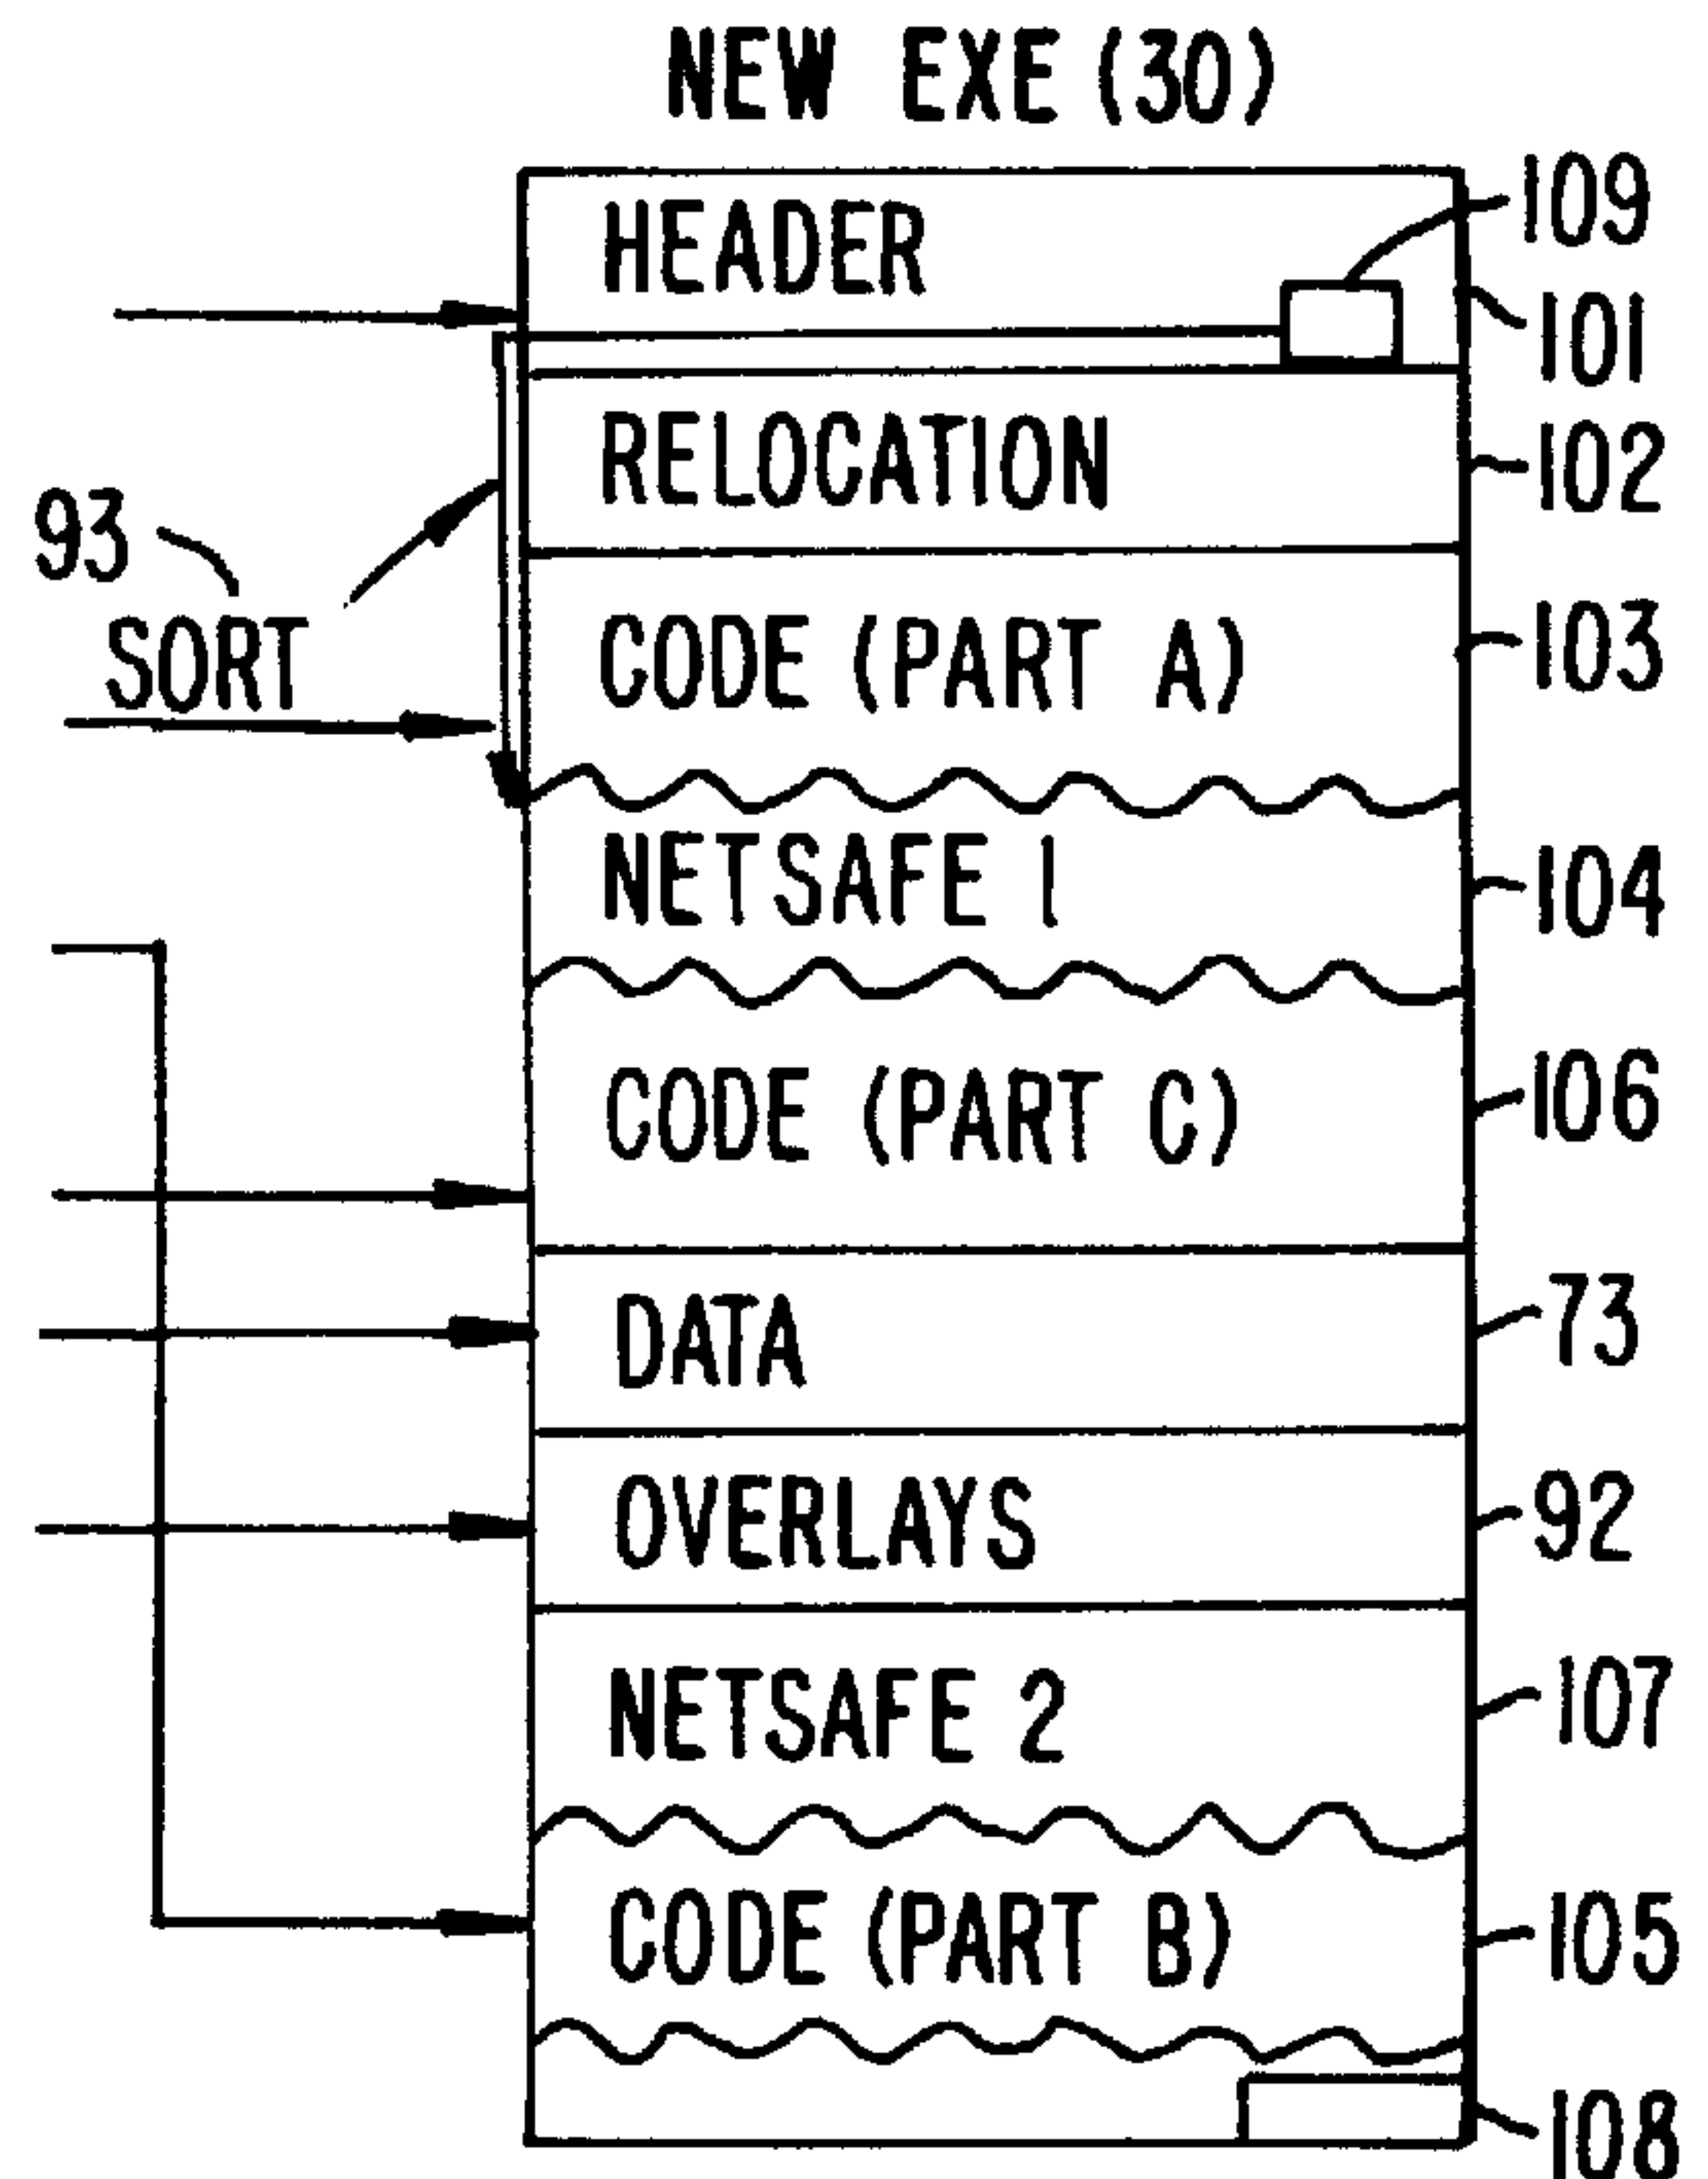 NEW EXE (30)
HEADER
109
101
RELOCATION
102
93
SORT
CODE (PART A)
103
NETSAFE 1
104
CODE (PART C)
106
DATA
73
OVERLAYS
92
NETSAFE 2
107
CODE (PART B)
105
108